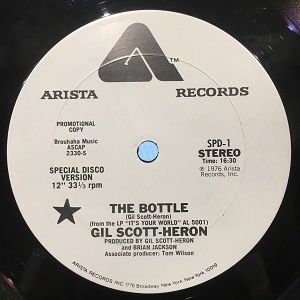 TM
ARISTA RECORDS
PROMOTIONAL
COPY
Brouhaha Music
ASCAP
2330-S
SPECIAL DISCO
VERSION
12" 33⅓ rpm
SPD-1
STEREO
Time: 16:30
℗ 1976 Arista
Records, Inc.
THE BOTTLE
(Gil Scott-Heron)
(from the LP "IT'S YOUR WORLD" AL 5001)
GIL SCOTT-HERON
PRODUCED BY GIL SCOTT-HERON
and BRIAN JACKSON
Associate producer: Tom Wilson
ARISTA RECORDS INC 1776 Broadway, New York, New York 10019